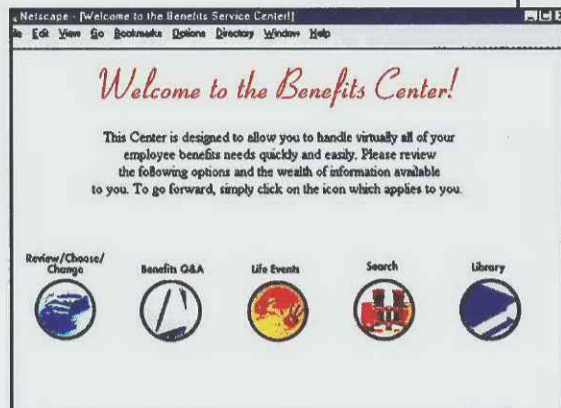 Netscape - [Welcome to the Benefits Service Center!]
Edit View Go Bookmarks Options Directory Window Help
Welcome to the Benefits Center!
This Center is designed to allow you to handle virtually all of your
employee benefits needs quickly and easily. Please review
the following options and the wealth of information available
to you. To go forward, simply click on the icon which applies to you.
Review/Choose/
Change
Benefits Q&A
Life Events
Search
Library